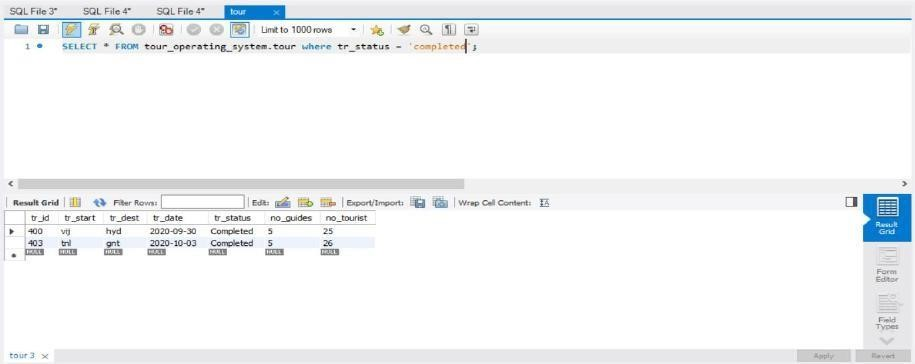 SQL File 3* SQL File 4* SQL File 4* tour ×
Limit to 1000 rows
1 SELECT * FROM tour_operating_system.tour where tr_status = 'completed';
Result Grid Filter Rows: Edit: Export/Import: Wrap Cell Content:
tr_id tr_start tr_dest tr_date tr_status no_guides no_tourist
400 vij hyd 2020-09-30 Completed 5 25
403 tnl gnt 2020-10-03 Completed 5 26
NULL NULL NULL NULL NULL NULL NULL
Result
Grid
Form
Editor
Field
Types
tour 3 × Apply Revert